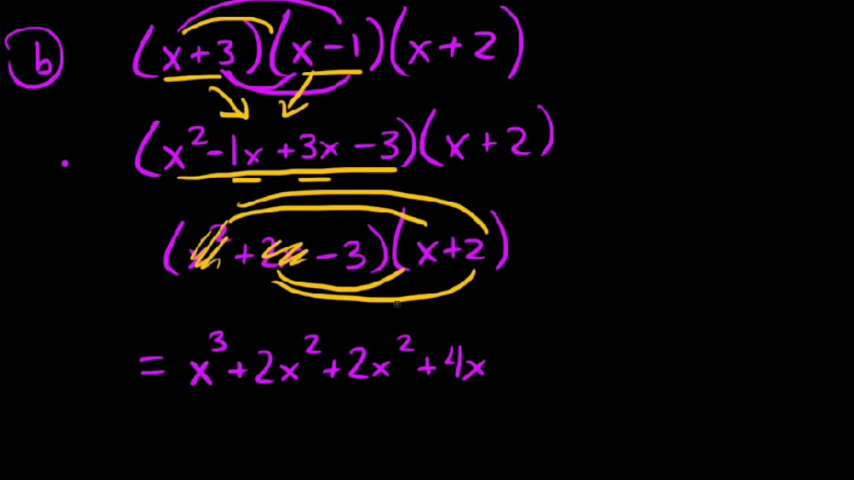 b (x+3)(x-1)(x+2)
(x²-1x+3x-3)(x+2)
(x²+2x-3)(x+2)
= x³+2x²+2x²+4x